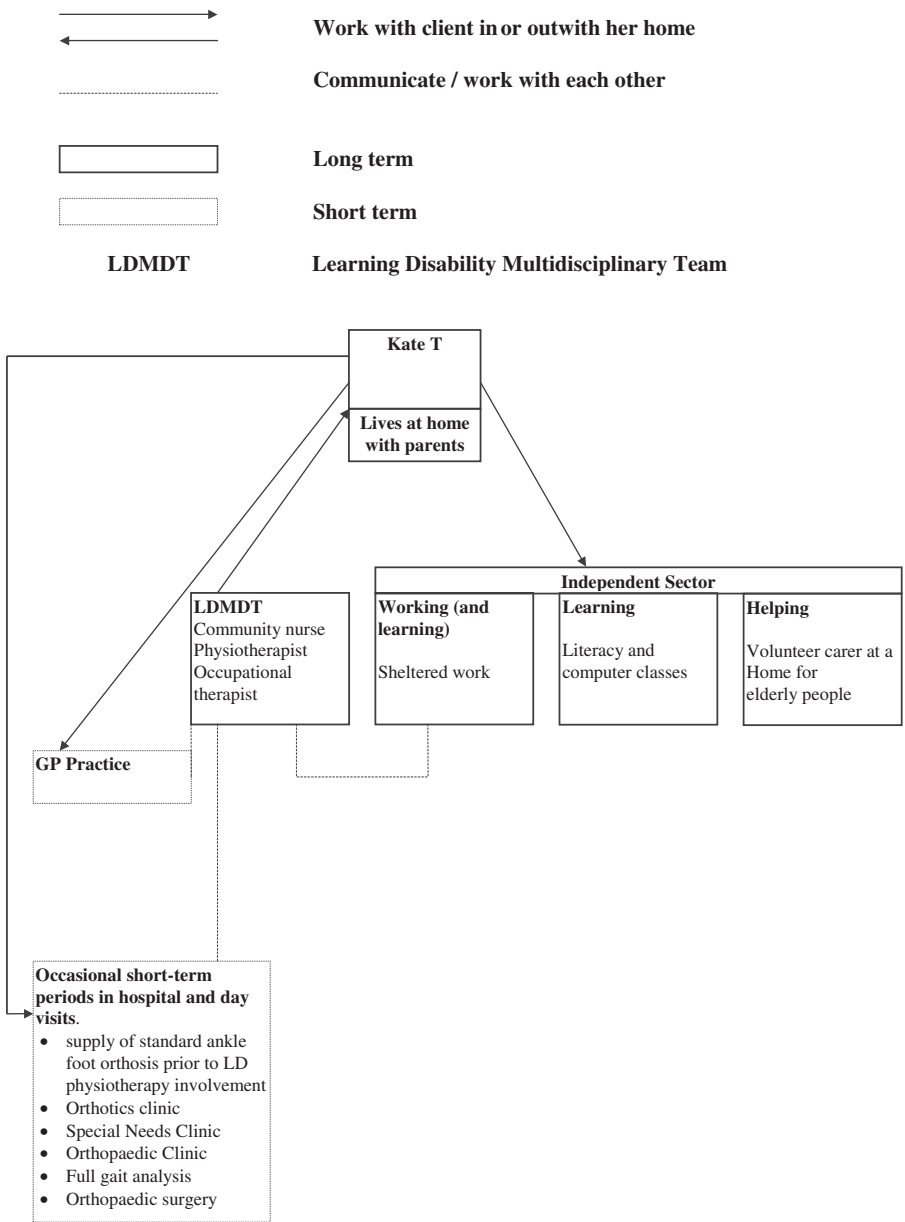 Work with client in or outwith her home
Communicate / work with each other
Long term
Short term
LDMDT Learning Disability Multidisciplinary Team
Kate T
Lives at home
with parents
Independent Sector
LDMDT
Community nurse
Physiotherapist
Occupational
therapist
Working (and
learning)
Sheltered work
Learning
Literacy and
computer classes
Helping
Volunteer carer at a
Home for
elderly people
GP Practice
Occasional short-term
periods in hospital and day
visits.
• supply of standard ankle
foot orthosis prior to LD
physiotherapy involvement
• Orthotics clinic
• Special Needs Clinic
• Orthopaedic Clinic
• Full gait analysis
• Orthopaedic surgery